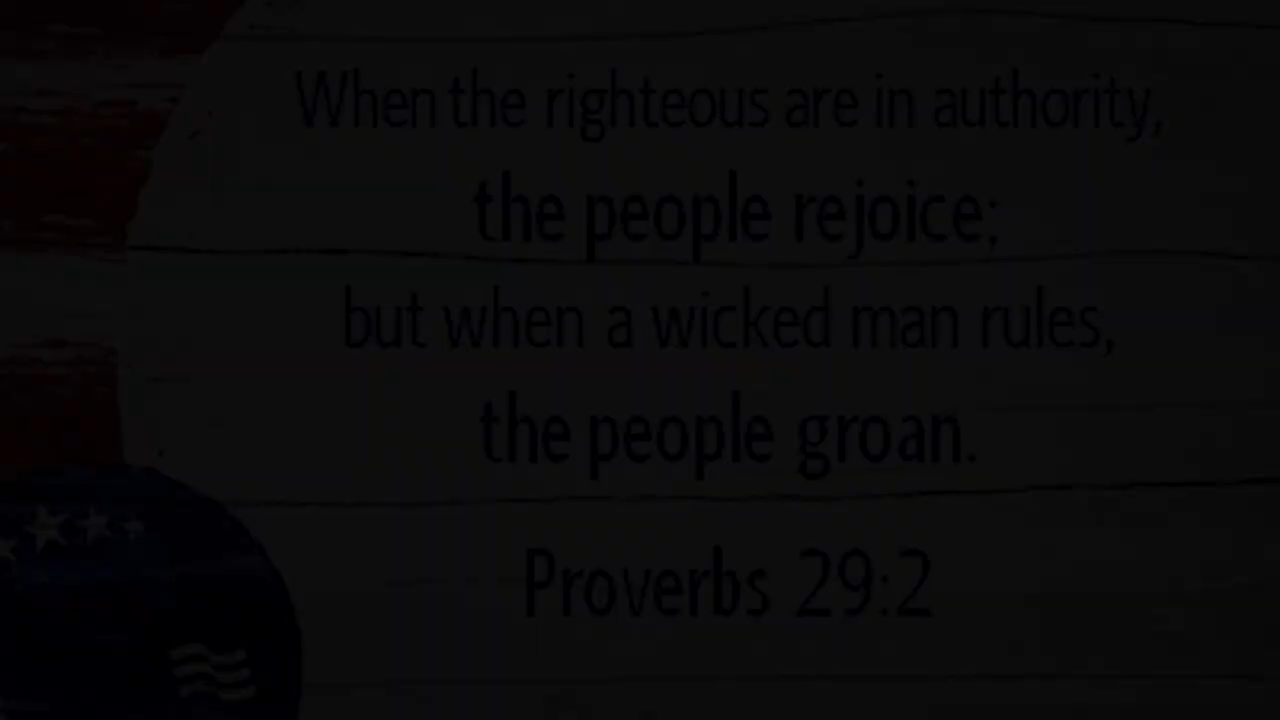 When the righteous are in authority,
the people rejoice;
but when a wicked man rules,
the people groan.
Proverbs 29:2